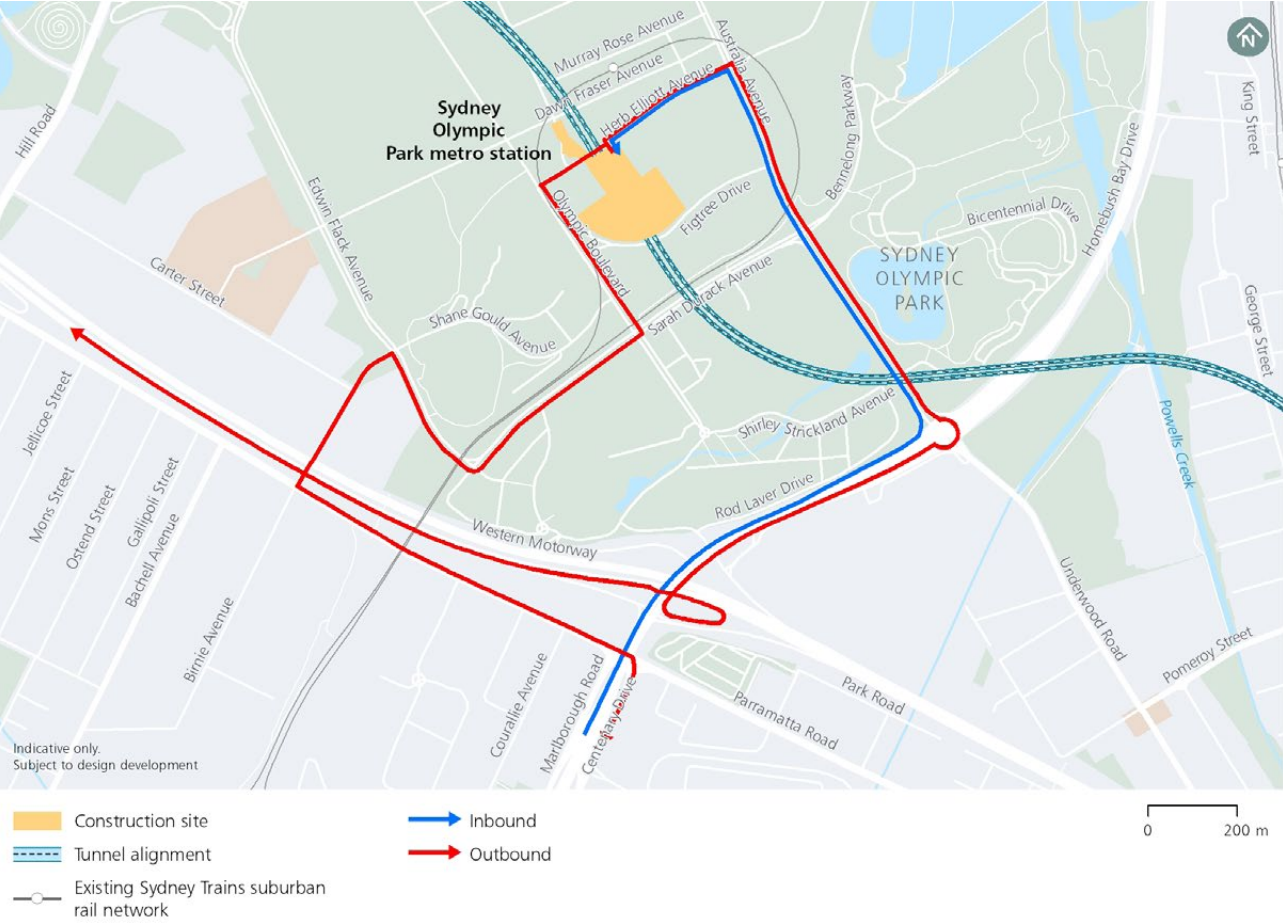 N
Murray Rose Avenue
Dawn Fraser Avenue
Australia Avenue
Herb Elliott Avenue
Hill Road
Sydney
Olympic
Park metro station
King Street
Bennelong Parkway
Homebush Bay Drive
Edwin Flack Avenue
Olympic Boulevard
Figtree Drive
Bicentennial Drive
SYDNEY
OLYMPIC
PARK
Carter Street
Sarah Durack Avenue
Shane Gould Avenue
George Street
Jellicoe Street
Shirley Strickland Avenue
Powells Creek
Mons Street
Ostend Street
Gallipoli Street
Bachell Avenue
Rod Laver Drive
Western Motorway
Birnie Avenue
Underwood Road
Pomeroy Street
Courallie Avenue
Marlborough Road
Centenary Drive
Park Road
Parramatta Road
Indicative only.
Subject to design development
Construction site
Tunnel alignment
Existing Sydney Trains suburban
rail network
Inbound
Outbound
0 200 m